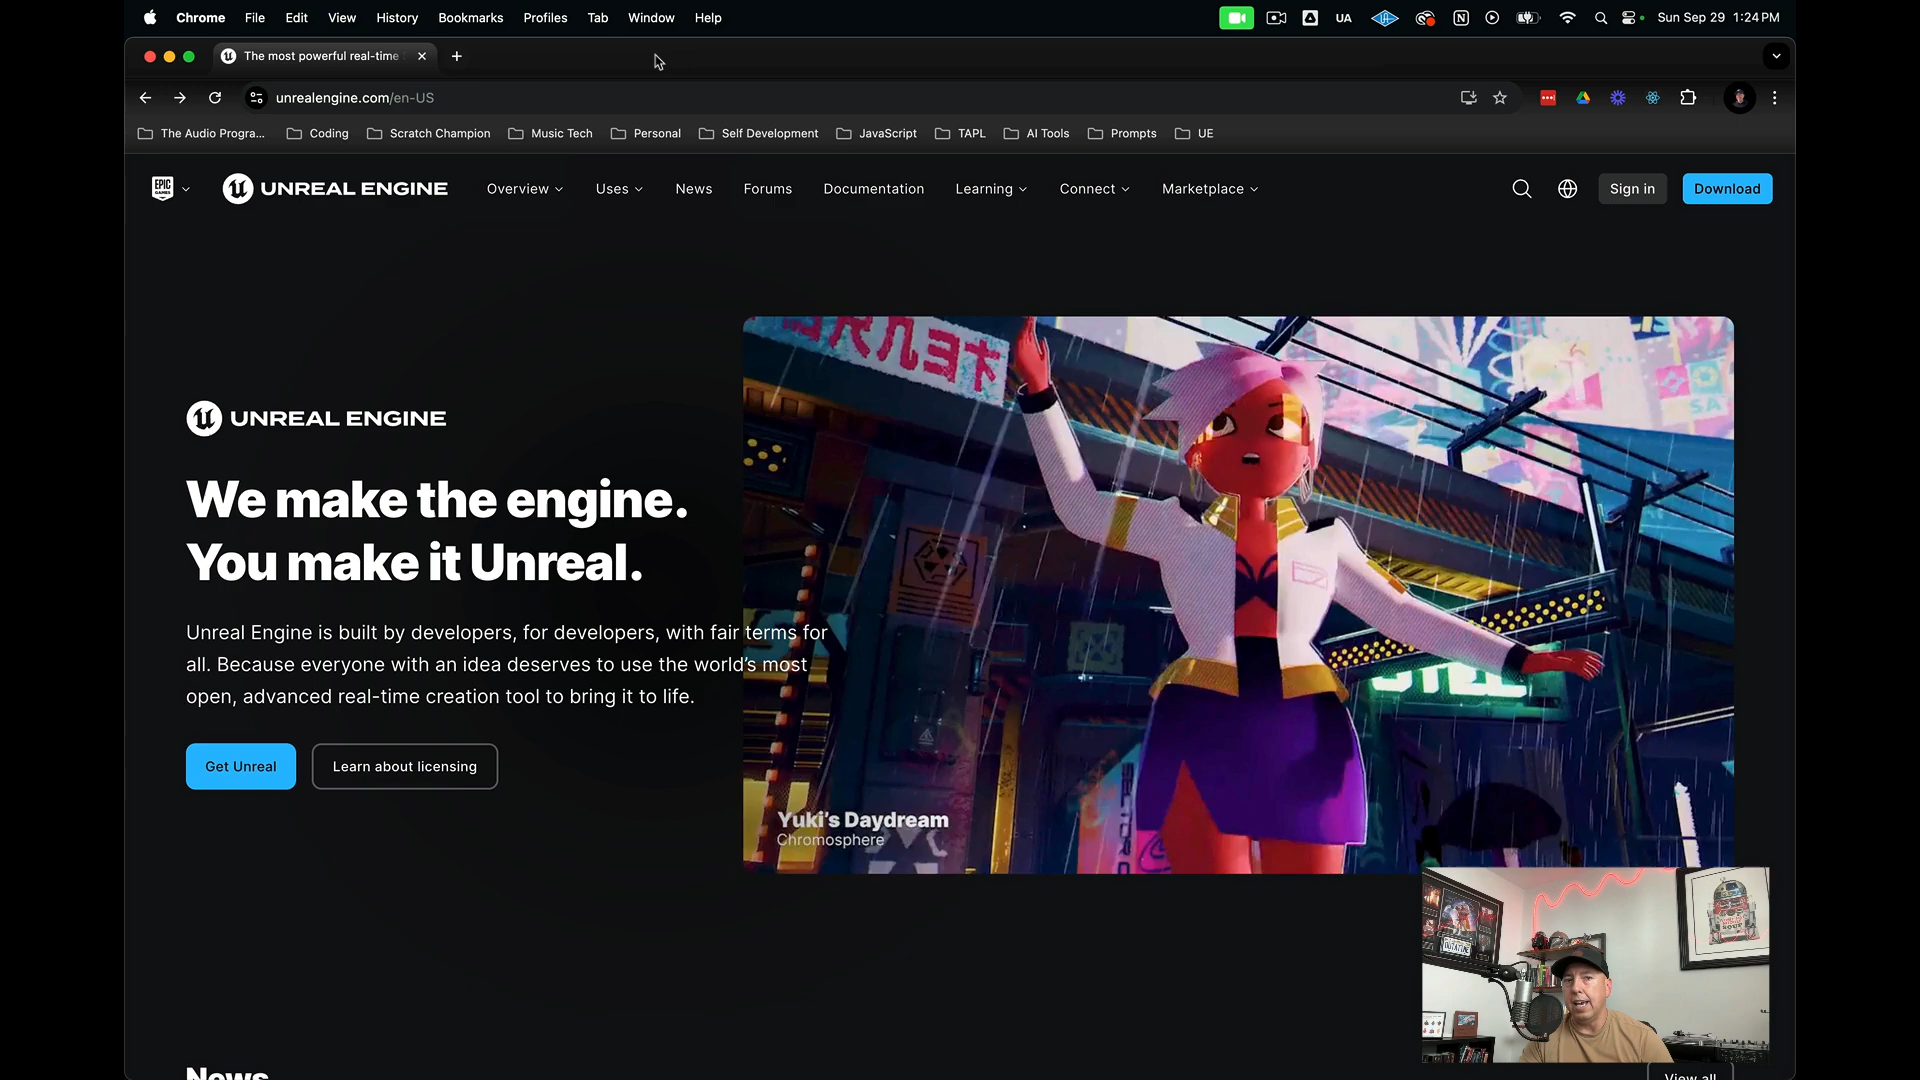 Chrome File Edit View History Bookmarks Profiles Tab Window Help
UA
Sun Sep 29 1:24 PM
The most powerful real-time
unrealengine.com/en-US
The Audio Progra... Coding Scratch Champion Music Tech Personal Self Development JavaScript TAPL AI Tools Prompts UE
EPIC GAMES
UNREAL ENGINE Overview Uses News Forums Documentation Learning Connect Marketplace Sign in Download
UNREAL ENGINE
We make the engine.
You make it Unreal.
Unreal Engine is built by developers, for developers, with fair terms for
all. Because everyone with an idea deserves to use the world’s most
open, advanced real-time creation tool to bring it to life.
Get Unreal Learn about licensing
Yuki’s Daydream
Chromosphere
OUTATIME
News
View all